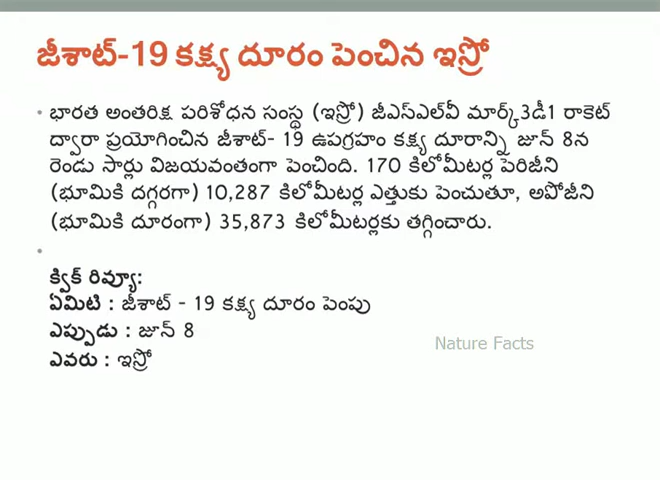 జీశాట్-19 కక్ష్య దూరం పెంచిన ఇస్రో
• భారత అంతరిక్ష పరిశోధన సంస్థ (ఇస్రో) జీఎస్ఎల్‌వీ మార్క్3డీ1 రాకెట్
ద్వారా ప్రయోగించిన జీశాట్- 19 ఉపగ్రహం కక్ష్య దూరాన్ని జూన్ 8న
రెండు సార్లు విజయవంతంగా పెంచింది. 170 కిలోమీటర్ల పెరిజీని
(భూమికి దగ్గరగా) 10,287 కిలోమీటర్ల ఎత్తుకు పెంచుతూ, అపోజీని
(భూమికి దూరంగా) 35,873 కిలోమీటర్లకు తగ్గించారు.
•
క్విక్ రివ్యూ:
ఏమిటి : జీశాట్ - 19 కక్ష్య దూరం పెంపు
ఎప్పుడు : జూన్ 8
ఎవరు : ఇస్రో
Nature Facts